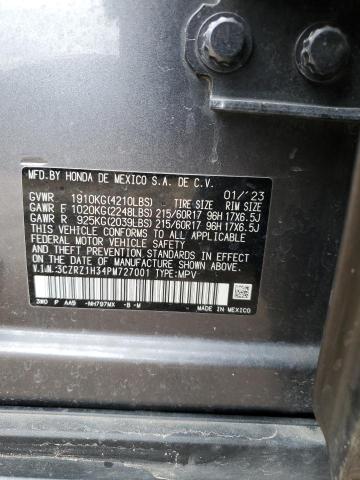 MFD.BY HONDA DE MEXICO S.A. DE C.V.
01/'23
GVWR 1910KG(4210LBS) TIRE SIZE RIM SIZE
GAWR F 1020KG(2248LBS) 215/60R17 96H 17X6.5J
GAWR R 925KG(2039LBS) 215/60R17 96H 17X6.5J
THIS VEHICLE CONFORMS TO ALL APPLICABLE
FEDERAL MOTOR VEHICLE SAFETY AND THEFT
PREVENTION STANDARDS IN EFFECT ON THE
DATE OF MANUFACTURE SHOWN ABOVE.
V.I.N.:3CZRZ1H34PM727001 TYPE:MPV
3W0 P AA9 -NH797MX -B -M
MADE IN MEXICO